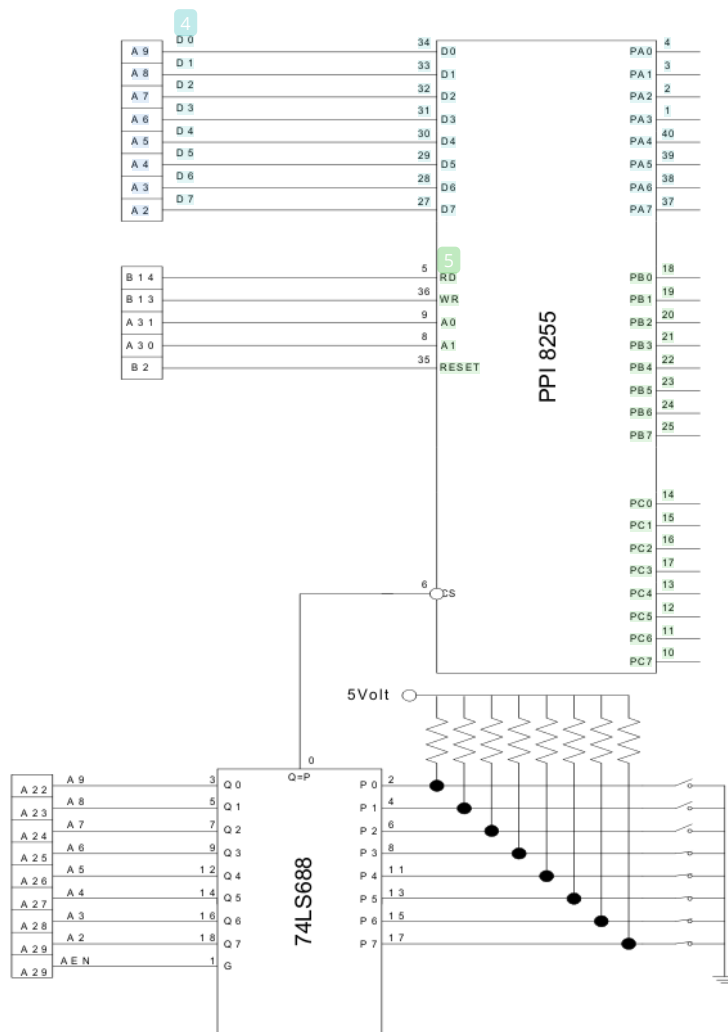 4
D 0 34 4
A 9 D0 PA0
D 1 33 3
A 8 D1 PA1
D 2 32 2
A 7 D2 PA2
D 3 31 1
A 6 D3 PA3
D 4 30 40
A 5 D4 PA4
D 5 29 39
A 4 D5 PA5
D 6 28 38
A 3 D6 PA6
D 7 27 37
A 2 D7 PA7
5
5 18
B 1 4 RD PB0
36 19
B 1 3 WR PB1
9 20
A 3 1 A0 PB2
8 21
A 3 0 A1 PB3
35 22
B 2 RESET PB4
23
PB5
24
PB6
25
PB7
PPI 8255
14
PC0
15
PC1
16
PC2
17
PC3
6 13
CS PC4
12
PC5
11
PC6
10
PC7
5Volt
0
Q=P
A 9 3 2
A 2 2 Q 0 P 0
A 8 5 4
A 2 3 Q 1 P 1
A 7 7 6
A 2 4 Q 2 P 2
A 6 9 8
A 2 5 Q 3 P 3
A 5 1 2 1 1
A 2 6 Q 4 P 4
A 4 1 4 1 3
A 2 7 Q 5 P 5
A 3 1 6 1 5
A 2 8 Q 6 P 6
A 2 1 8 1 7
A 2 9 Q 7 P 7
A E N 1
A 2 9 G
74LS688